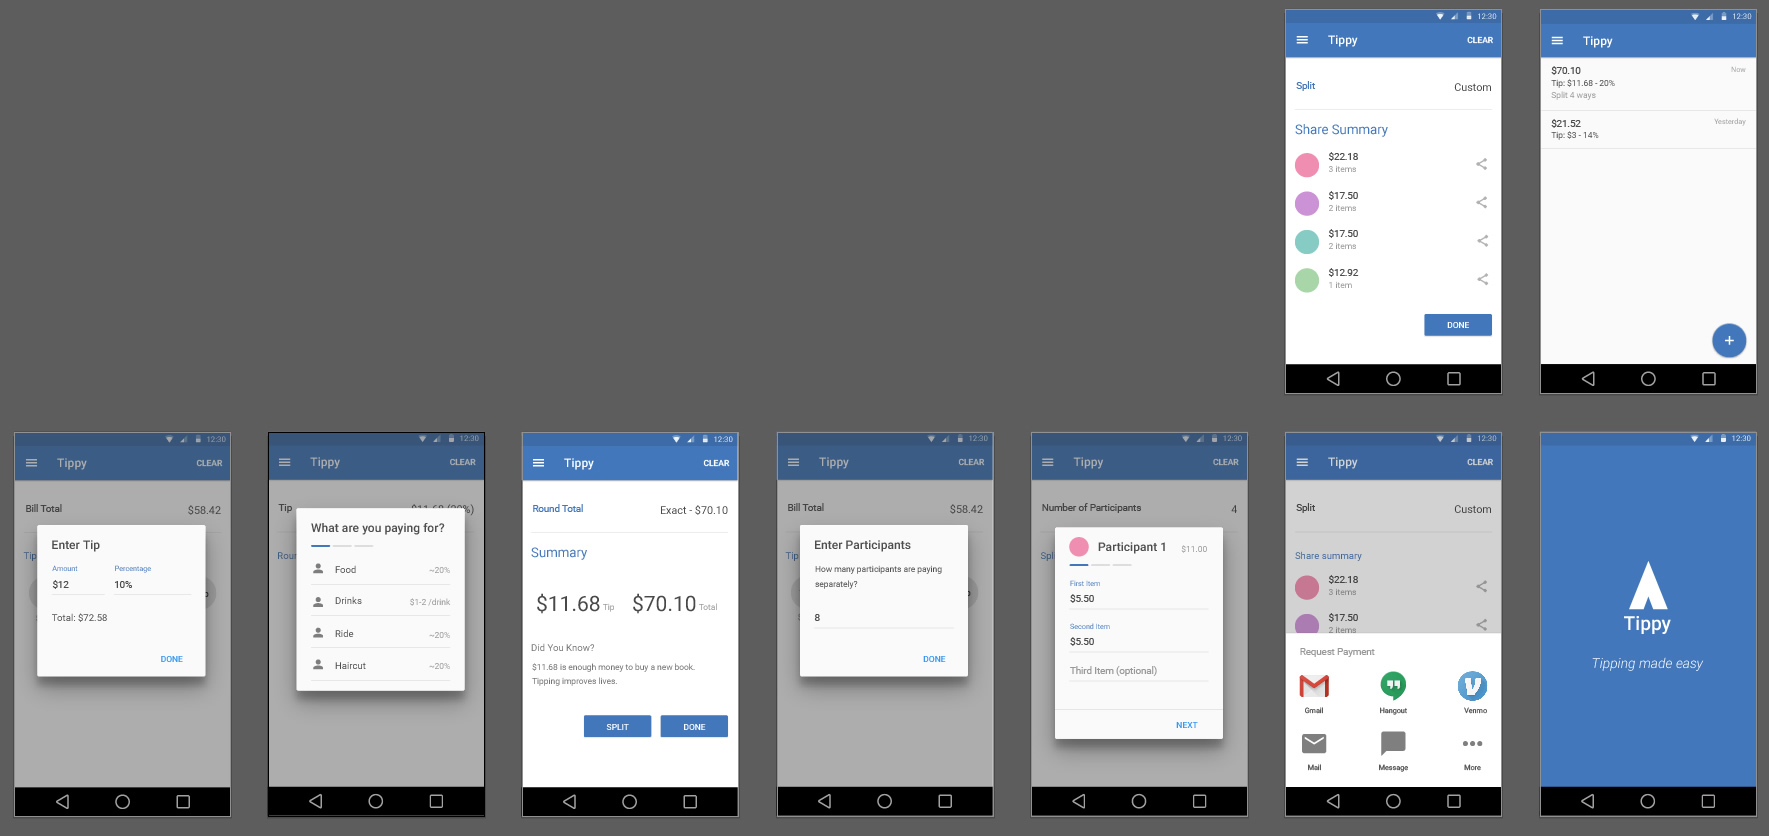 12:30
Tippy
CLEAR
Split
Custom
Share Summary
$22.18
3 items
$17.50
2 items
$17.50
2 items
$12.92
1 item
DONE
12:30
Tippy
$70.10
Now
Tip: $11.68 - 20%
Split 4 ways
$21.52
Yesterday
Tip: $3 - 14%
+
12:30
Tippy
CLEAR
Bill Total
$58.42
Tip
Enter Tip
Amount
Percentage
$12
10%
Total: $72.58
DONE
12:30
Tippy
CLEAR
Tip
$11.68 (20%)
Roun
What are you paying for?
Food
~20%
Drinks
$1-2 /drink
Ride
~20%
Haircut
~20%
12:30
Tippy
CLEAR
Round Total
Exact - $70.10
Summary
$11.68 Tip
$70.10 Total
Did You Know?
$11.68 is enough money to buy a new book.
Tipping improves lives.
SPLIT
DONE
12:30
Tippy
CLEAR
Bill Total
$58.42
Tip
Enter Participants
How many participants are paying
separately?
8
DONE
12:30
Tippy
CLEAR
Number of Participants
4
Spl
Participant 1
$11.00
First Item
$5.50
Second Item
$5.50
Third Item (optional)
NEXT
12:30
Tippy
CLEAR
Split
Custom
Share summary
$22.18
3 items
$17.50
2 items
Request Payment
Gmail
Hangout
Venmo
Mail
Message
More
12:30
Tippy
Tipping made easy